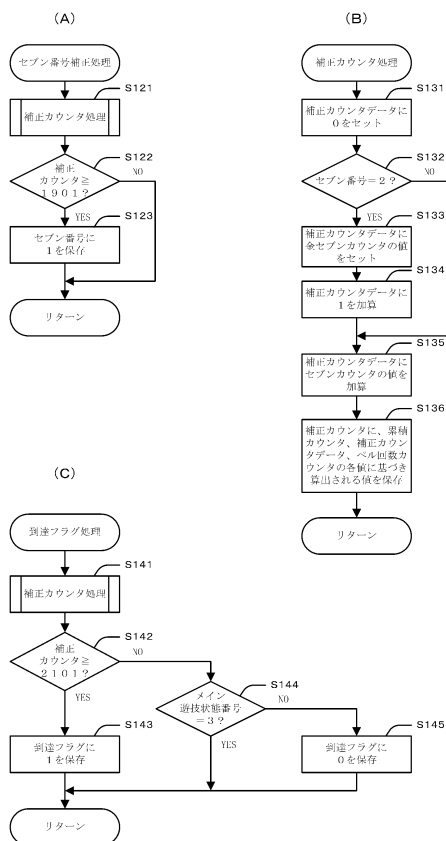 (A)
セブン番号補正処理
S121
補正カウンタ処理
S122
補正
カウンタ≧
1901?
NO
YES
S123
セブン番号に
1を保存
リターン
(B)
補正カウンタ処理
S131
補正カウンタデータに
0をセット
S132
セブン番号=2?
NO
YES
S133
補正カウンタデータに
金セブンカウンタの値
をセット
S134
補正カウンタデータに
1を加算
S135
補正カウンタデータに
セブンカウンタの値を
加算
S136
補正カウンタに、累積
カウンタ、補正カウン
タデータ、ベル回数カ
ウンタの各値に基づき
算出される値を保存
リターン
(C)
到達フラグ処理
S141
補正カウンタ処理
S142
補正
カウンタ≧
2101?
NO
YES
S144
メイン
遊技状態番号
=3?
NO
YES
S143
到達フラグに
1を保存
S145
到達フラグに
0を保存
リターン